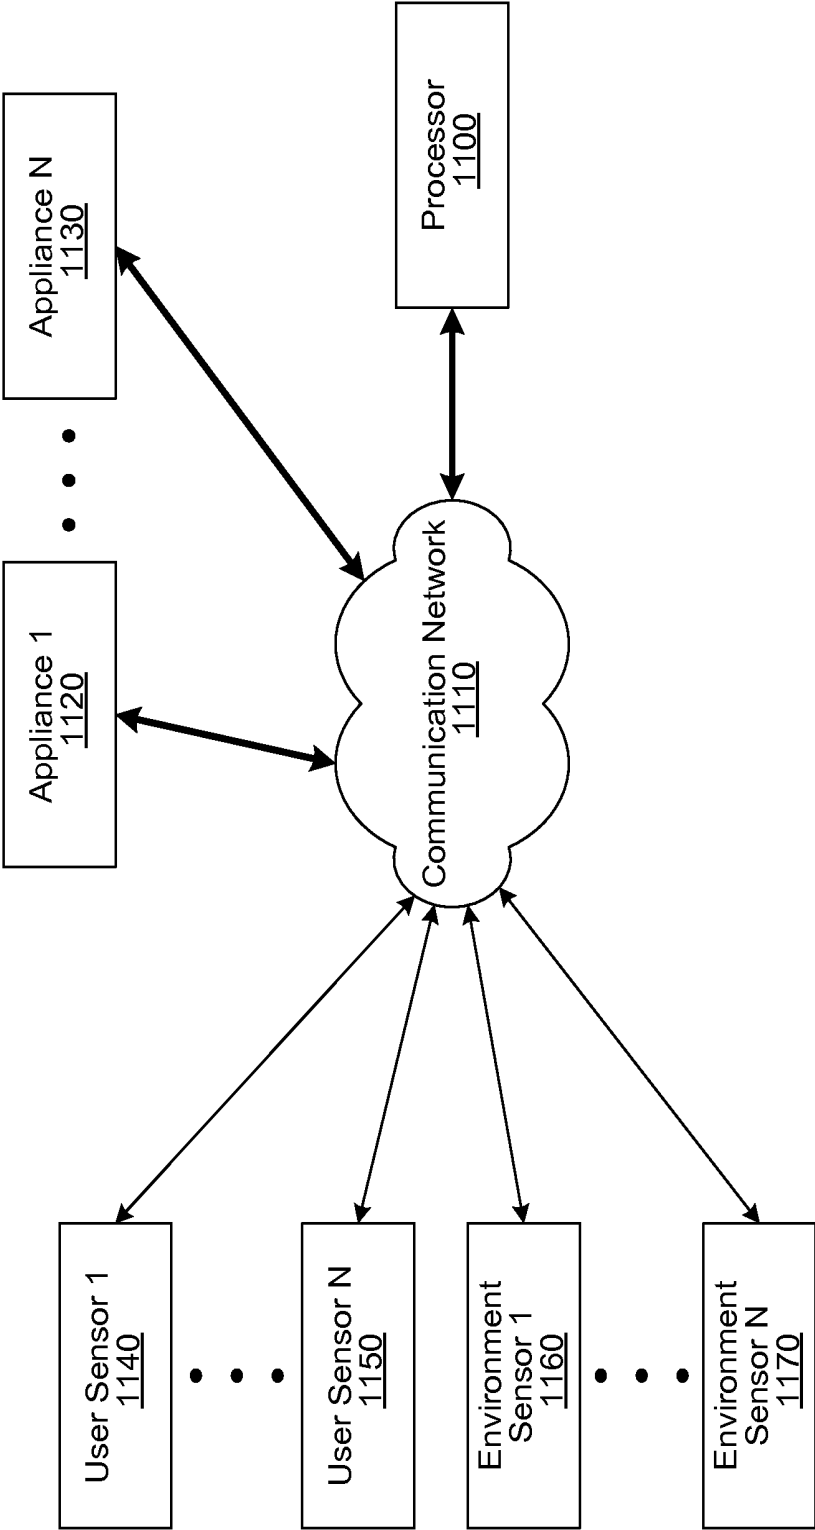 Appliance 1
1120
Appliance N
1130
User Sensor 1
1140
User Sensor N
1150
Communication Network
1110
Processor
1100
Environment
Sensor 1
1160
Environment
Sensor N
1170